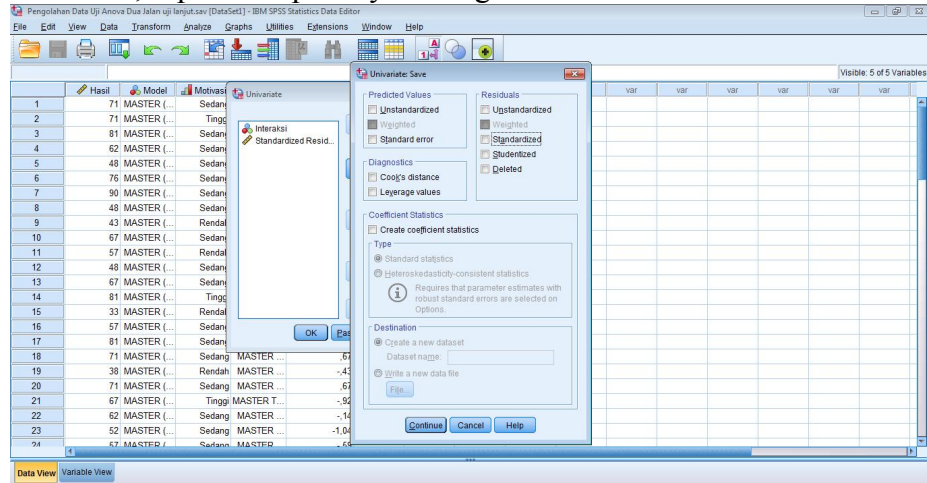 Pengolahan Data Uji Anova Dua Jalan uji lanjut.sav [DataSet1] - IBM SPSS Statistics Data Editor
File Edit View Data Transform Analyze Graphs Utilities Extensions Window Help
Visible: 5 of 5 Variables
Hasil Model Motivasi var var var var var
1 71 MASTER (... Sedang
2 71 MASTER (... Tingg
3 81 MASTER (... Sedang
4 62 MASTER (... Sedang
5 48 MASTER (... Sedang
6 76 MASTER (... Sedang
7 90 MASTER (... Sedang
8 48 MASTER (... Sedang
9 43 MASTER (... Rendal
10 67 MASTER (... Sedang
11 57 MASTER (... Rendal
12 48 MASTER (... Sedang
13 67 MASTER (... Sedang
14 81 MASTER (... Tingg
15 33 MASTER (... Rendal
16 57 MASTER (... Sedang
17 81 MASTER (... Sedang
18 71 MASTER (... Sedang MASTER ... ,67
19 38 MASTER (... Rendah MASTER ... -,43
20 71 MASTER (... Sedang MASTER ... ,67
21 67 MASTER (... Tinggi MASTER T... -,92
22 62 MASTER (... Sedang MASTER ... -,14
23 52 MASTER (... Sedang MASTER ... -1,04
24 57 MASTER ( Sedang MASTER
Data View Variable View
Univariate
Interaksi
Standardized Resid...
OK Pas
Univariate: Save
Predicted Values
Unstandardized
Weighted
Standard error
Residuals
Unstandardized
Weighted
Standardized
Studentized
Deleted
Diagnostics
Cook's distance
Leverage values
Coefficient Statistics
Create coefficient statistics
Type
Standard statistics
Heteroskedasticity-consistent statistics
Requires that parameter estimates with
robust standard errors are selected on
Options.
Destination
Create a new dataset
Dataset name:
Write a new data file
File...
Continue Cancel Help